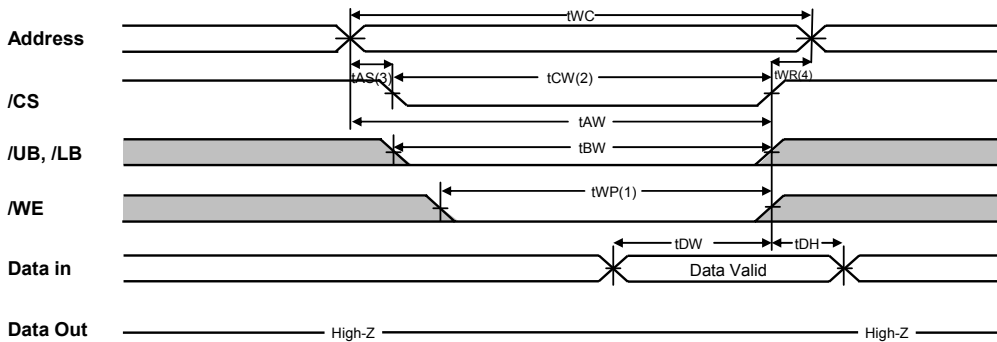 tWC
Address
tAS(3)
tCW(2)
tWR(4)
/CS
tAW
/UB, /LB
tBW
/WE
tWP(1)
tDW
tDH
Data in
Data Valid
Data Out
High-Z
High-Z